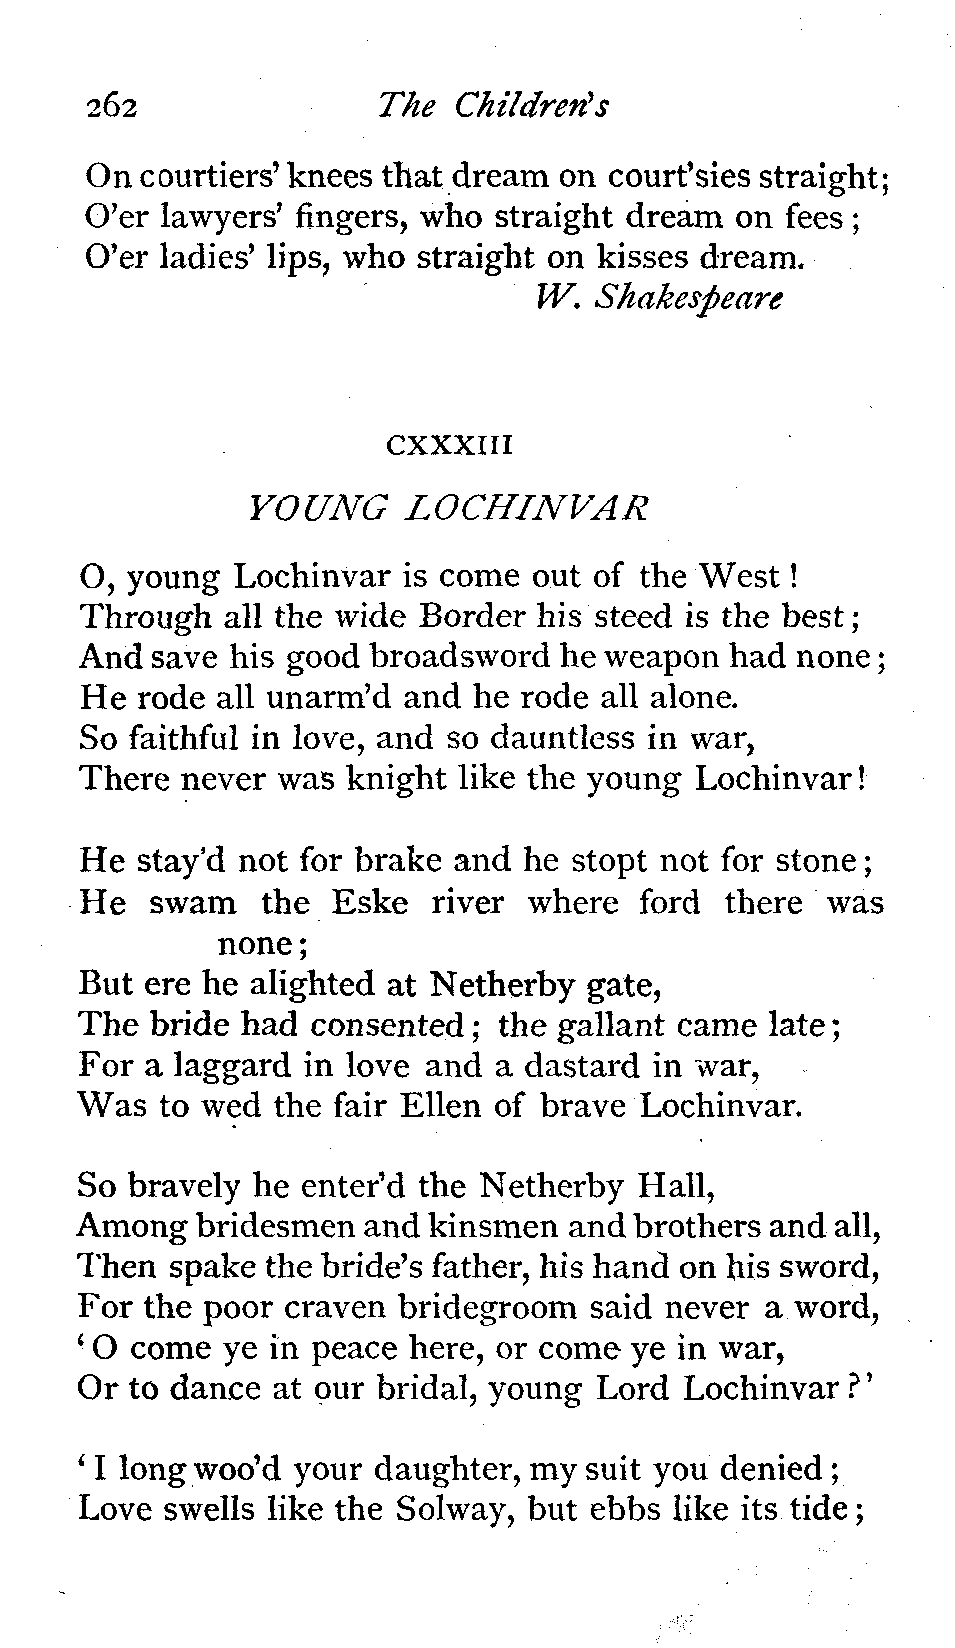 262 The Children's
On courtiers' knees that dream on court'sies straight;
O'er lawyers' fingers, who straight dream on fees;
O'er ladies' lips, who straight on kisses dream.
W. Shakespeare
CXXXIII
YOUNG LOCHINVAR
O, young Lochinvar is come out of the West!
Through all the wide Border his steed is the best;
And save his good broadsword he weapon had none;
He rode all unarm'd and he rode all alone.
So faithful in love, and so dauntless in war,
There never was knight like the young Lochinvar!
He stay'd not for brake and he stopt not for stone;
He swam the Eske river where ford there was
none;
But ere he alighted at Netherby gate,
The bride had consented; the gallant came late;
For a laggard in love and a dastard in war,
Was to wed the fair Ellen of brave Lochinvar.
So bravely he enter'd the Netherby Hall,
Among bridesmen and kinsmen and brothers and all,
Then spake the bride's father, his hand on his sword,
For the poor craven bridegroom said never a word,
'O come ye in peace here, or come ye in war,
Or to dance at our bridal, young Lord Lochinvar?'
'I long woo'd your daughter, my suit you denied;
Love swells like the Solway, but ebbs like its tide;